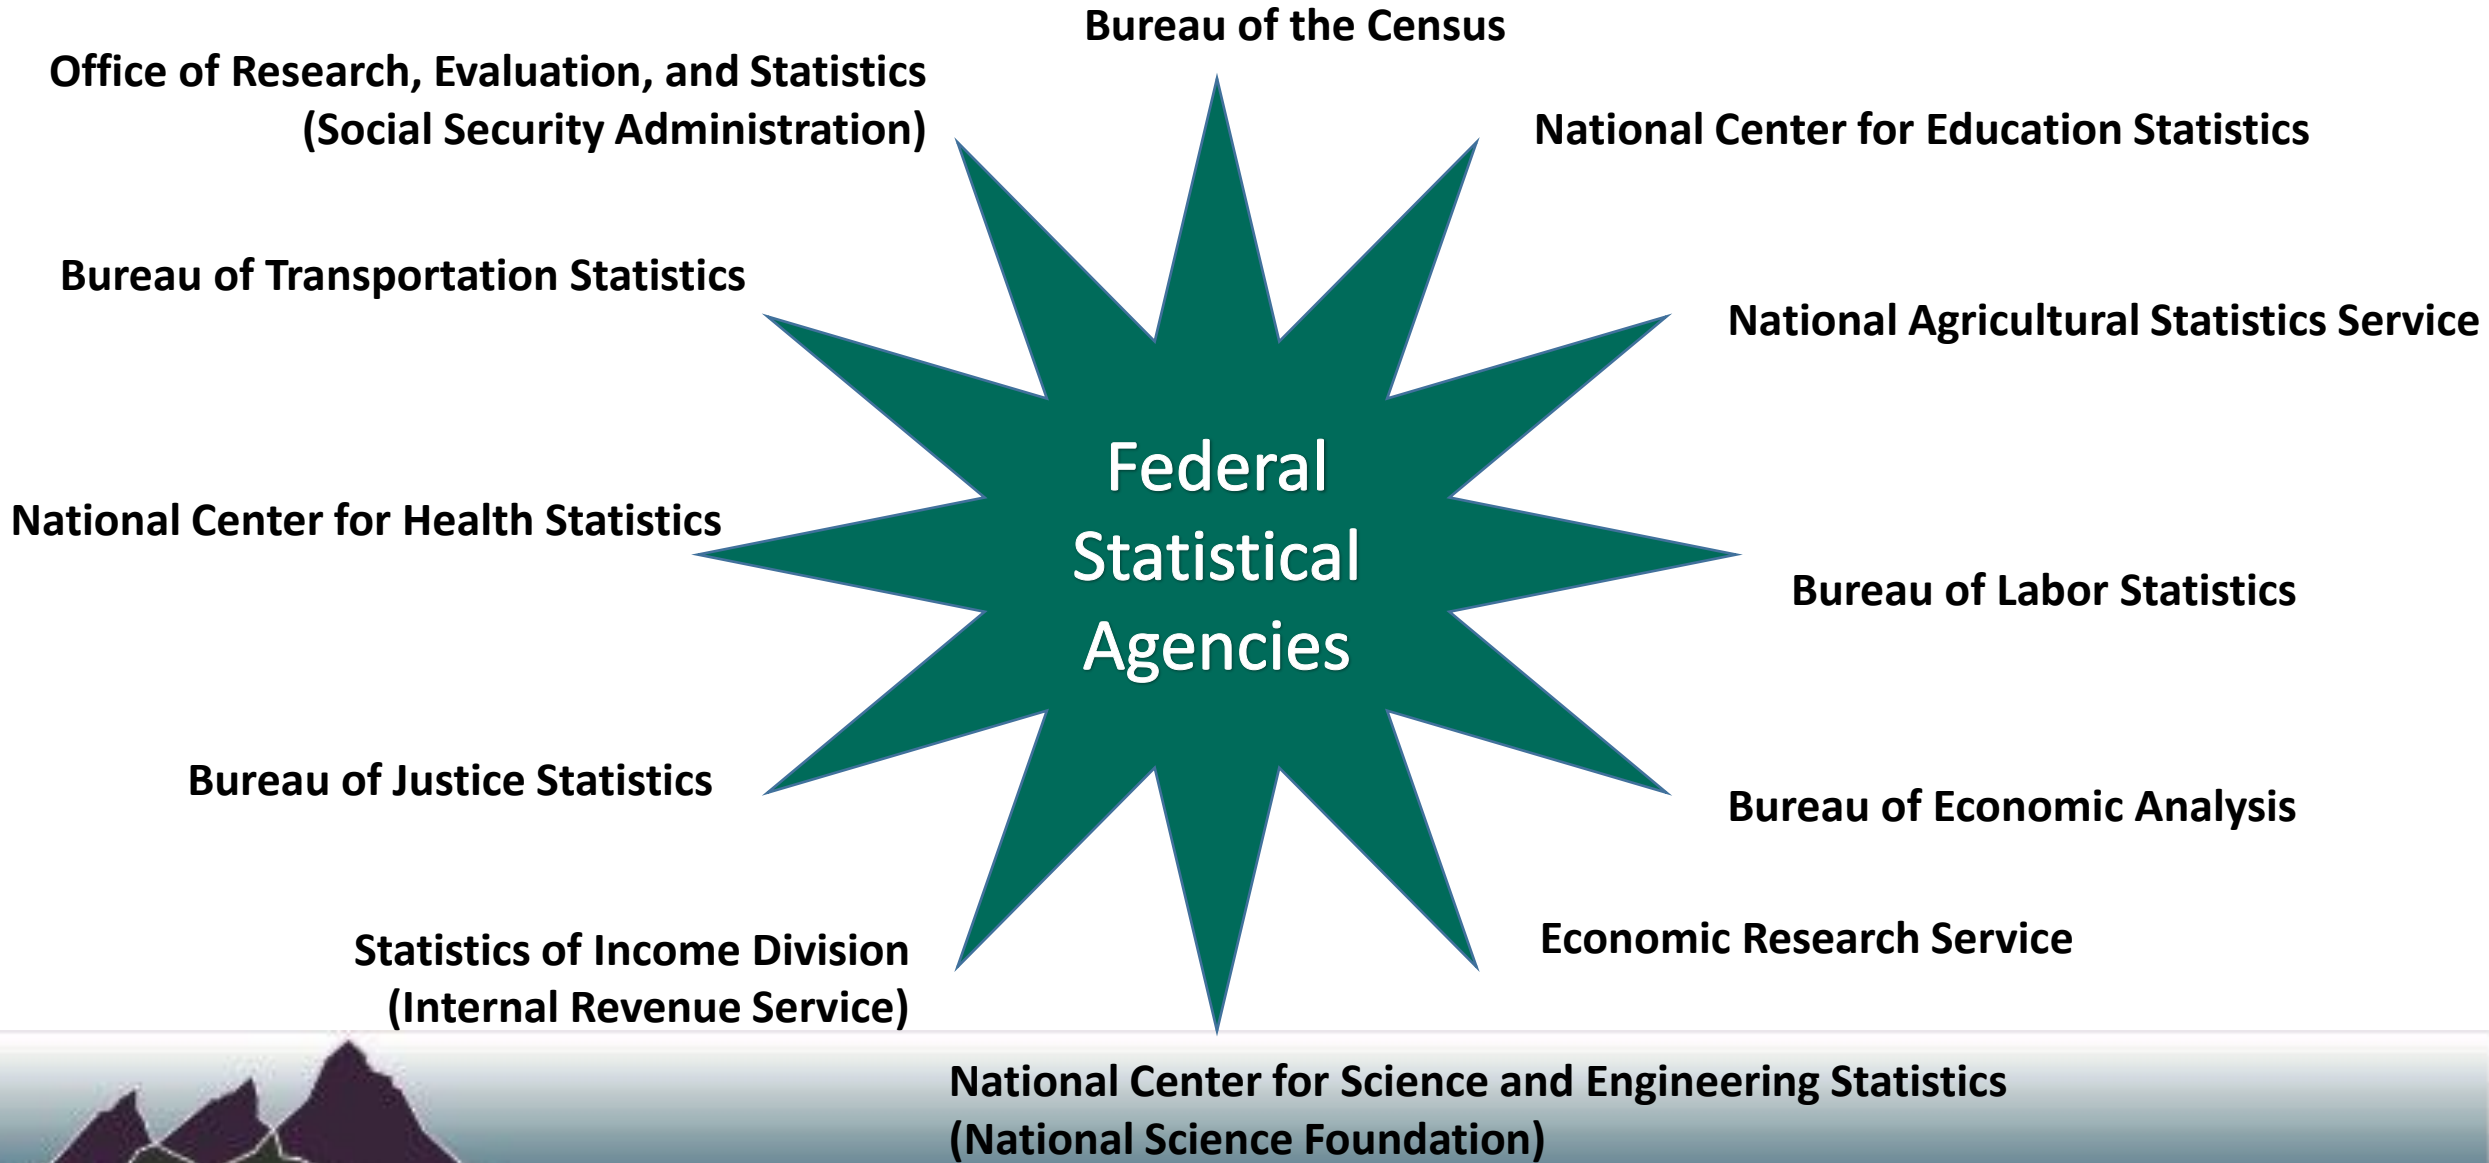 Bureau of the Census
Office of Research, Evaluation, and Statistics
(Social Security Administration)
National Center for Education Statistics
Bureau of Transportation Statistics
National Agricultural Statistics Service
Federal
Statistical
Agencies
National Center for Health Statistics
Bureau of Labor Statistics
Bureau of Justice Statistics
Bureau of Economic Analysis
Statistics of Income Division
(Internal Revenue Service)
Economic Research Service
National Center for Science and Engineering Statistics
(National Science Foundation)